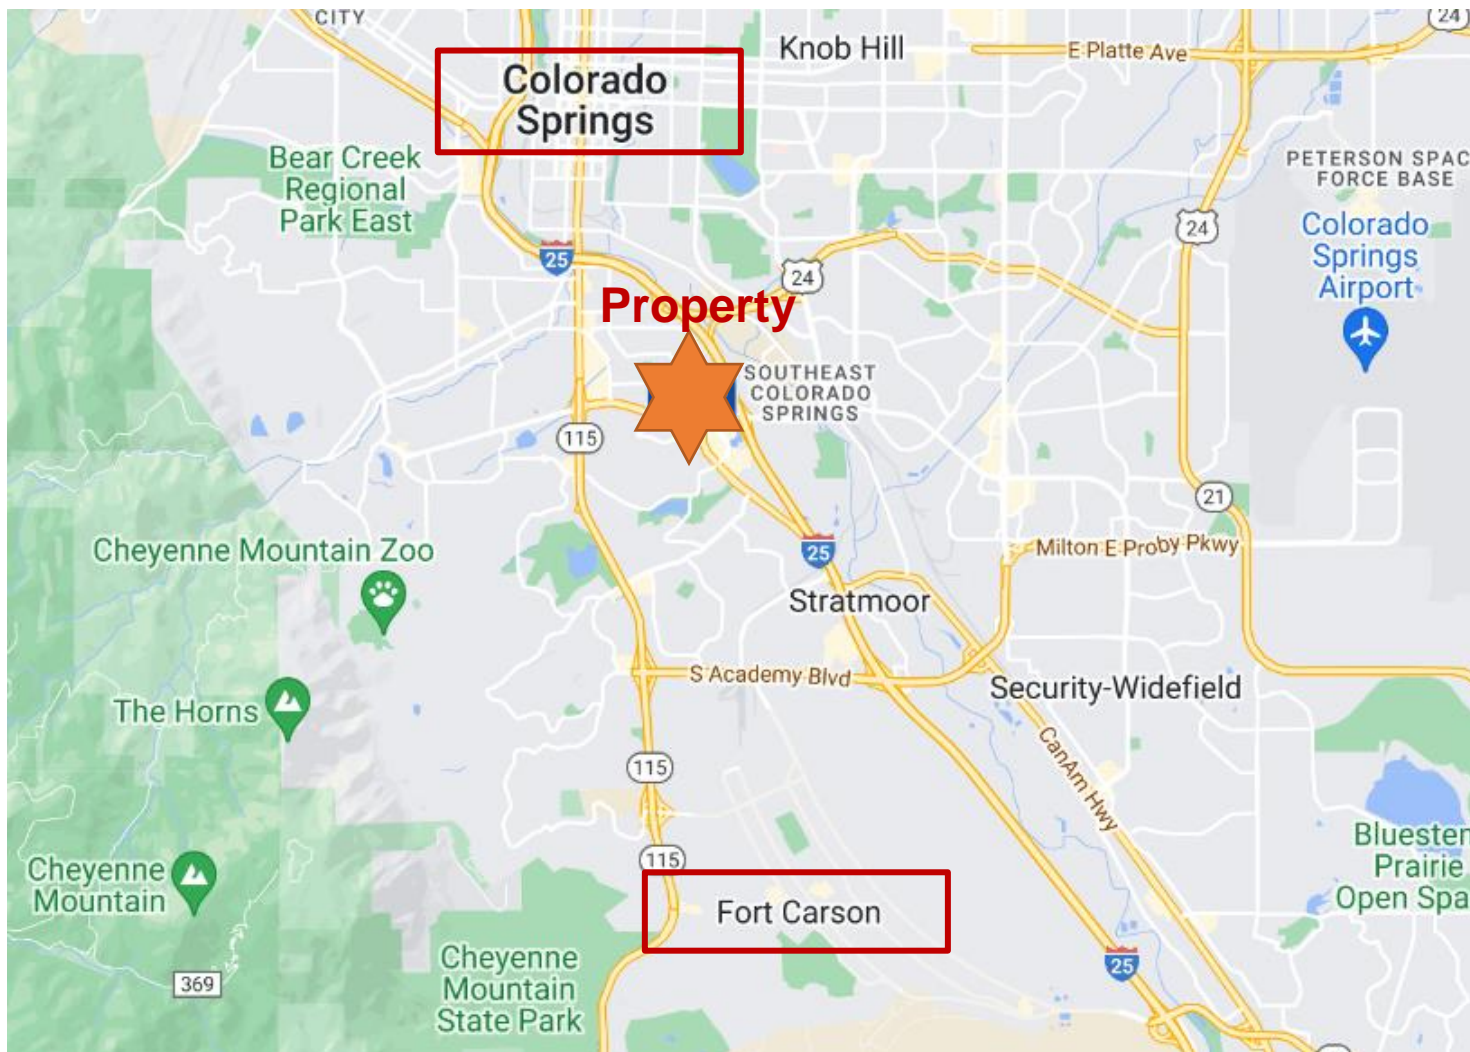 CITY
24
Knob Hill
E Platte Ave
Colorado
Springs
Bear Creek
Regional
Park East
PETERSON SPAC
FORCE BASE
24
Colorado
Springs
Airport
25
24
Property
SOUTHEAST
COLORADO
SPRINGS
115
21
Cheyenne Mountain Zoo
25
Milton E Proby Pkwy
Stratmoor
S Academy Blvd
Security-Widefield
The Horns
115
CanAm Hwy
Bluestem
Prairie
Open Spa
115
Cheyenne
Mountain
Fort Carson
Cheyenne
Mountain
State Park
25
369